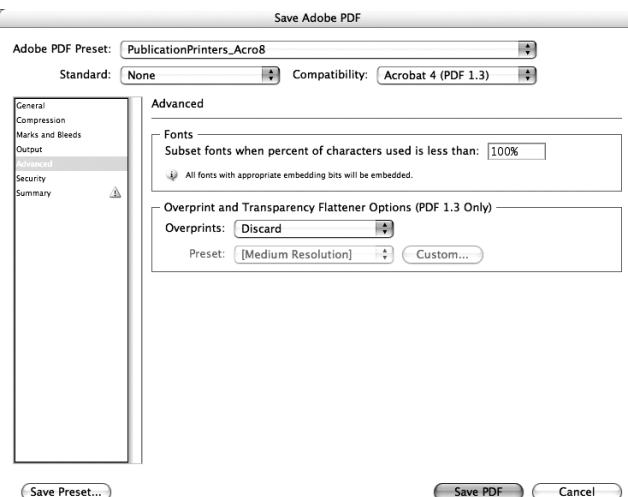 Save Adobe PDF
Adobe PDF Preset: PublicationPrinters_Acro8
Standard: None Compatibility: Acrobat 4 (PDF 1.3)
General
Compression
Marks and Bleeds
Output
Advanced
Security
Summary
Advanced
Fonts
Subset fonts when percent of characters used is less than: 100%
All fonts with appropriate embedding bits will be embedded.
Overprint and Transparency Flattener Options (PDF 1.3 Only)
Overprints: Discard
Preset: [Medium Resolution] Custom...
Save Preset... Save PDF Cancel